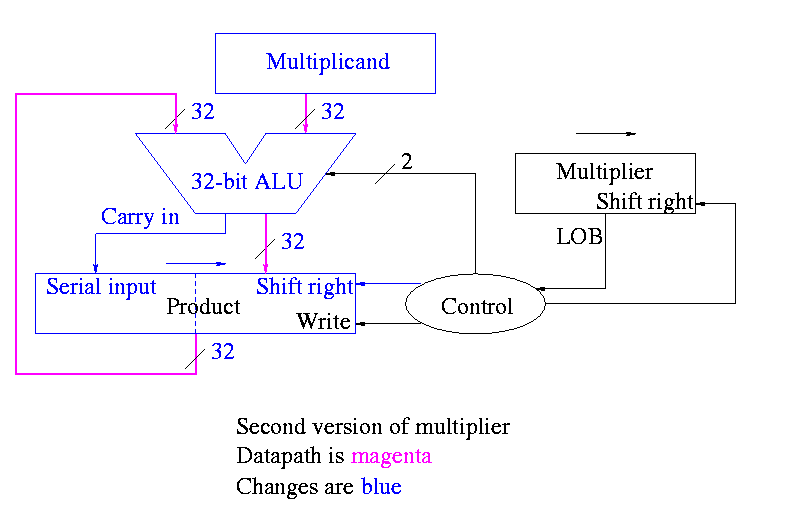 Multiplicand
32
32
2
Multiplier
32-bit ALU
Shift right
Carry in
LOB
32
Serial input
Shift right
Product
Control
Write
32
Second version of multiplier
Datapath is magenta
Changes are blue